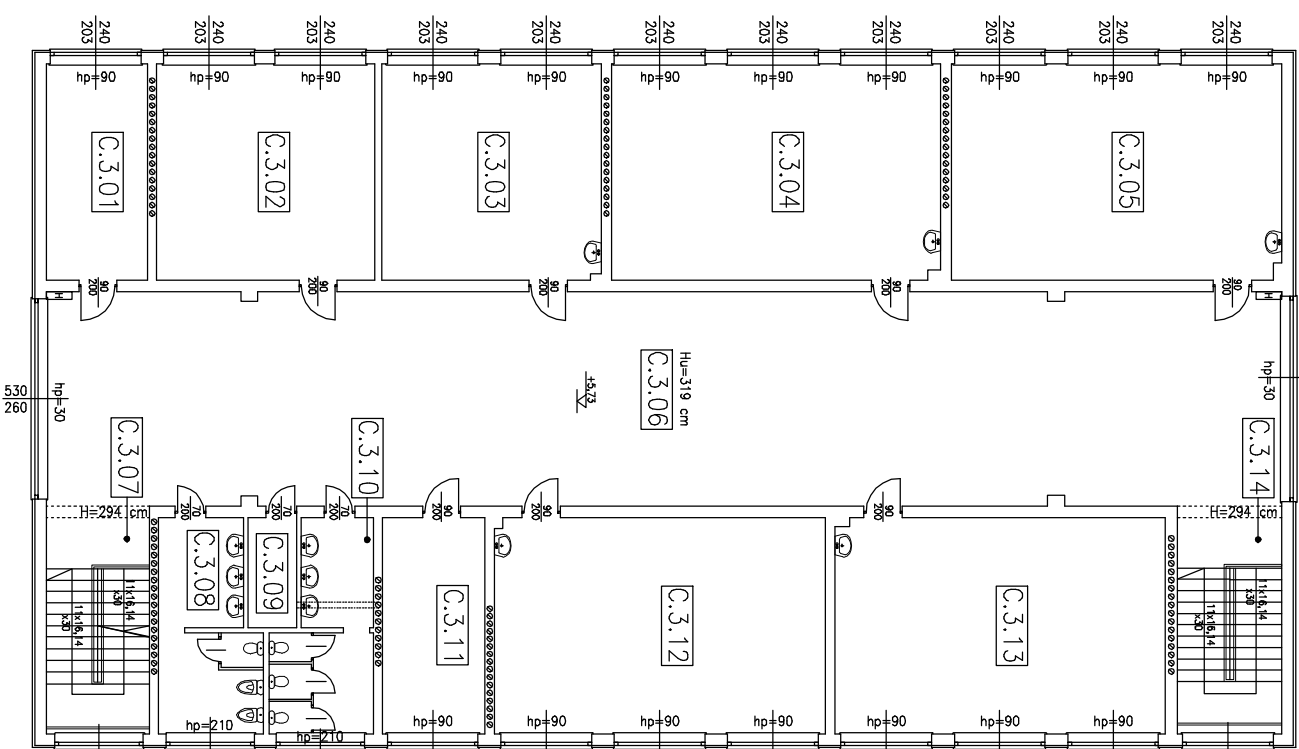 240
203
240
203
240
203
240
203
240
203
240
203
240
203
240
203
240
203
240
203
240
203
hp=90
hp=90
hp=90
hp=90
hp=90
hp=90
hp=90
hp=90
hp=90
hp=90
hp=90
C.3.01
C.3.02
C.3.03
C.3.04
C.3.05
90
200
90
200
90
200
90
200
90
200
H
H
530
260
hp=30
hp=30
Hu=319 cm
C.3.06
+5,73
C.3.07
C.3.10
C.3.14
H=294 cm
H=294 cm
70
200
70
200
70
200
90
200
90
200
90
200
C.3.08
C.3.09
C.3.11
C.3.12
C.3.13
11x16,14
x30
11x16,14
x30
11x16,14
x30
11x16,14
x30
hp=210
hp=210
hp=90
hp=90
hp=90
hp=90
hp=90
hp=90
hp=90